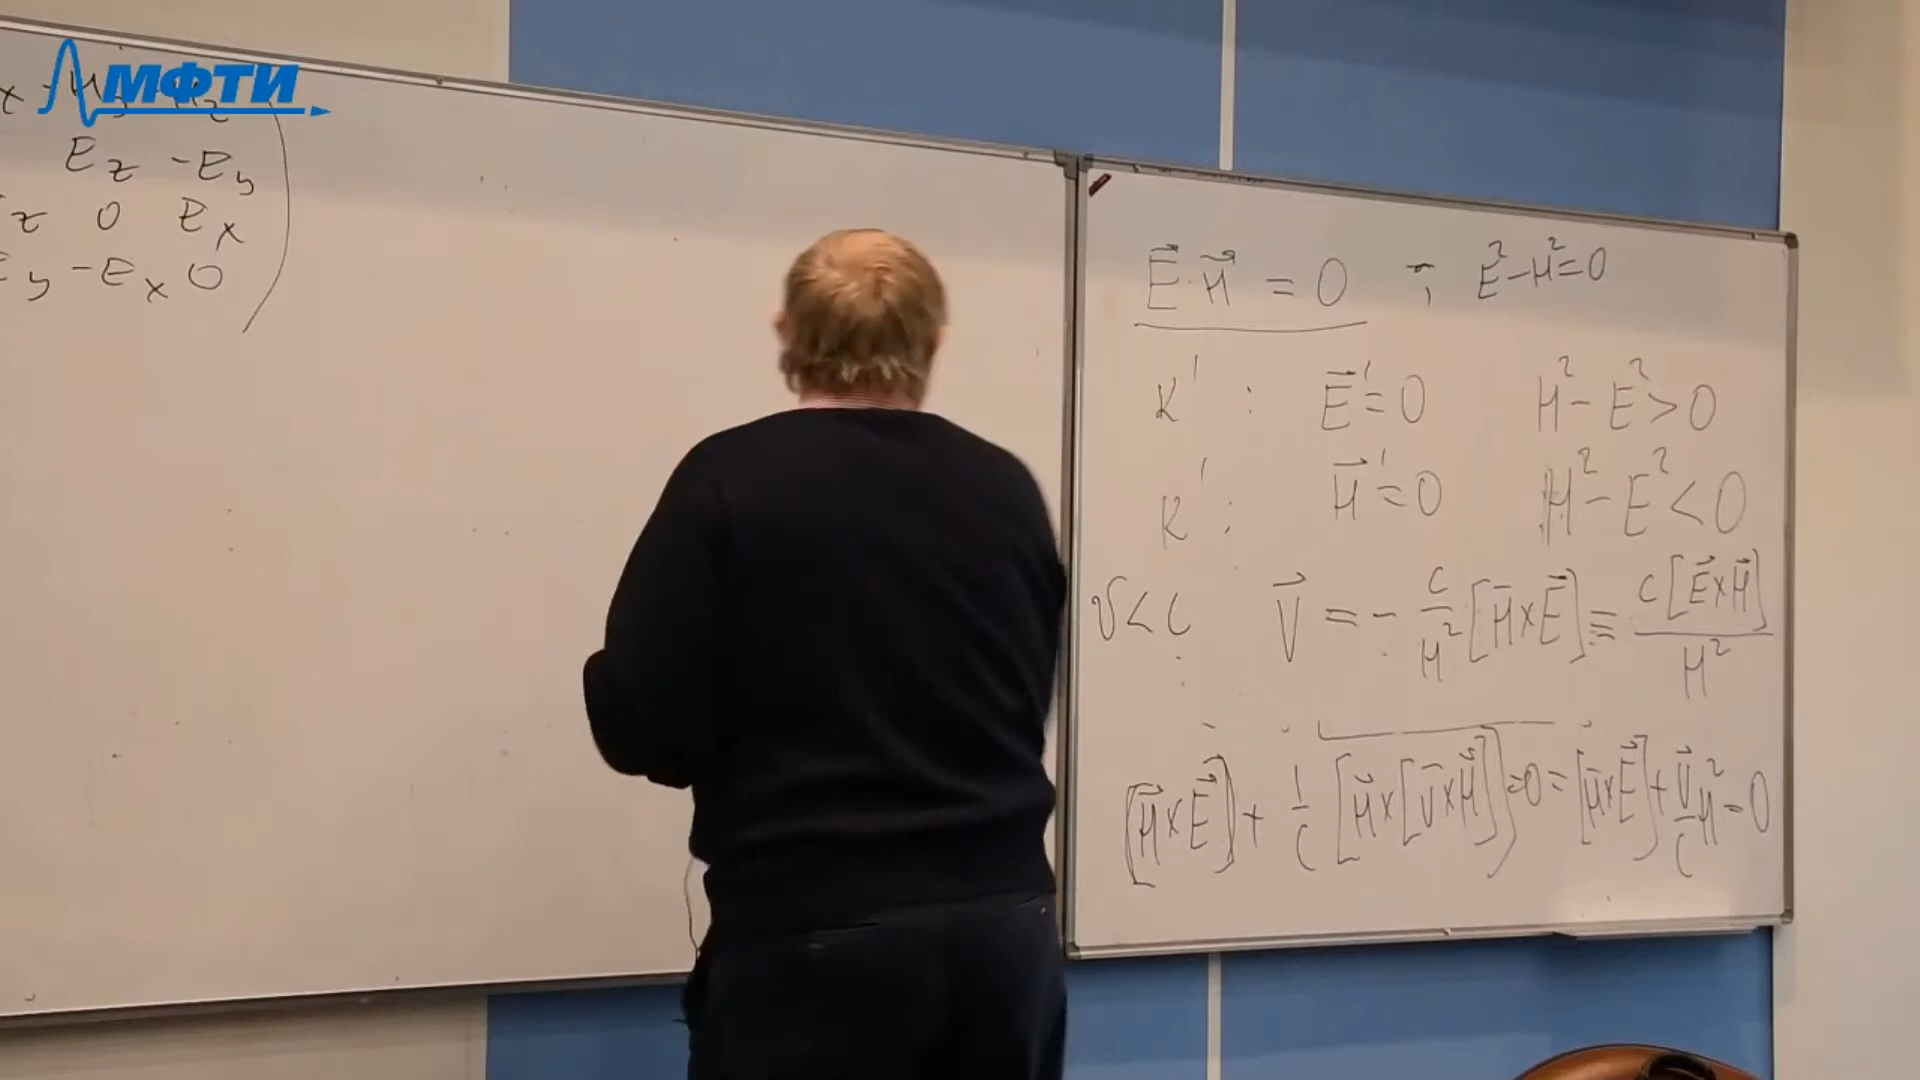 МФТИ
E_z -E_y
z 0 E_x
y -E_x 0
E⃗·H⃗ = 0 ; E²-H²=0
K' : E⃗'=0 H²-E²>0
K' : H⃗'=0 H²-E²<0
v<c V⃗ = - c/H² [H⃗×E⃗] ≡ c[E⃗×H⃗]/H²
[H⃗×E⃗] + 1/c [H⃗×[v⃗×H⃗]]=0=[H⃗×E⃗]+v⃗/c H²=0